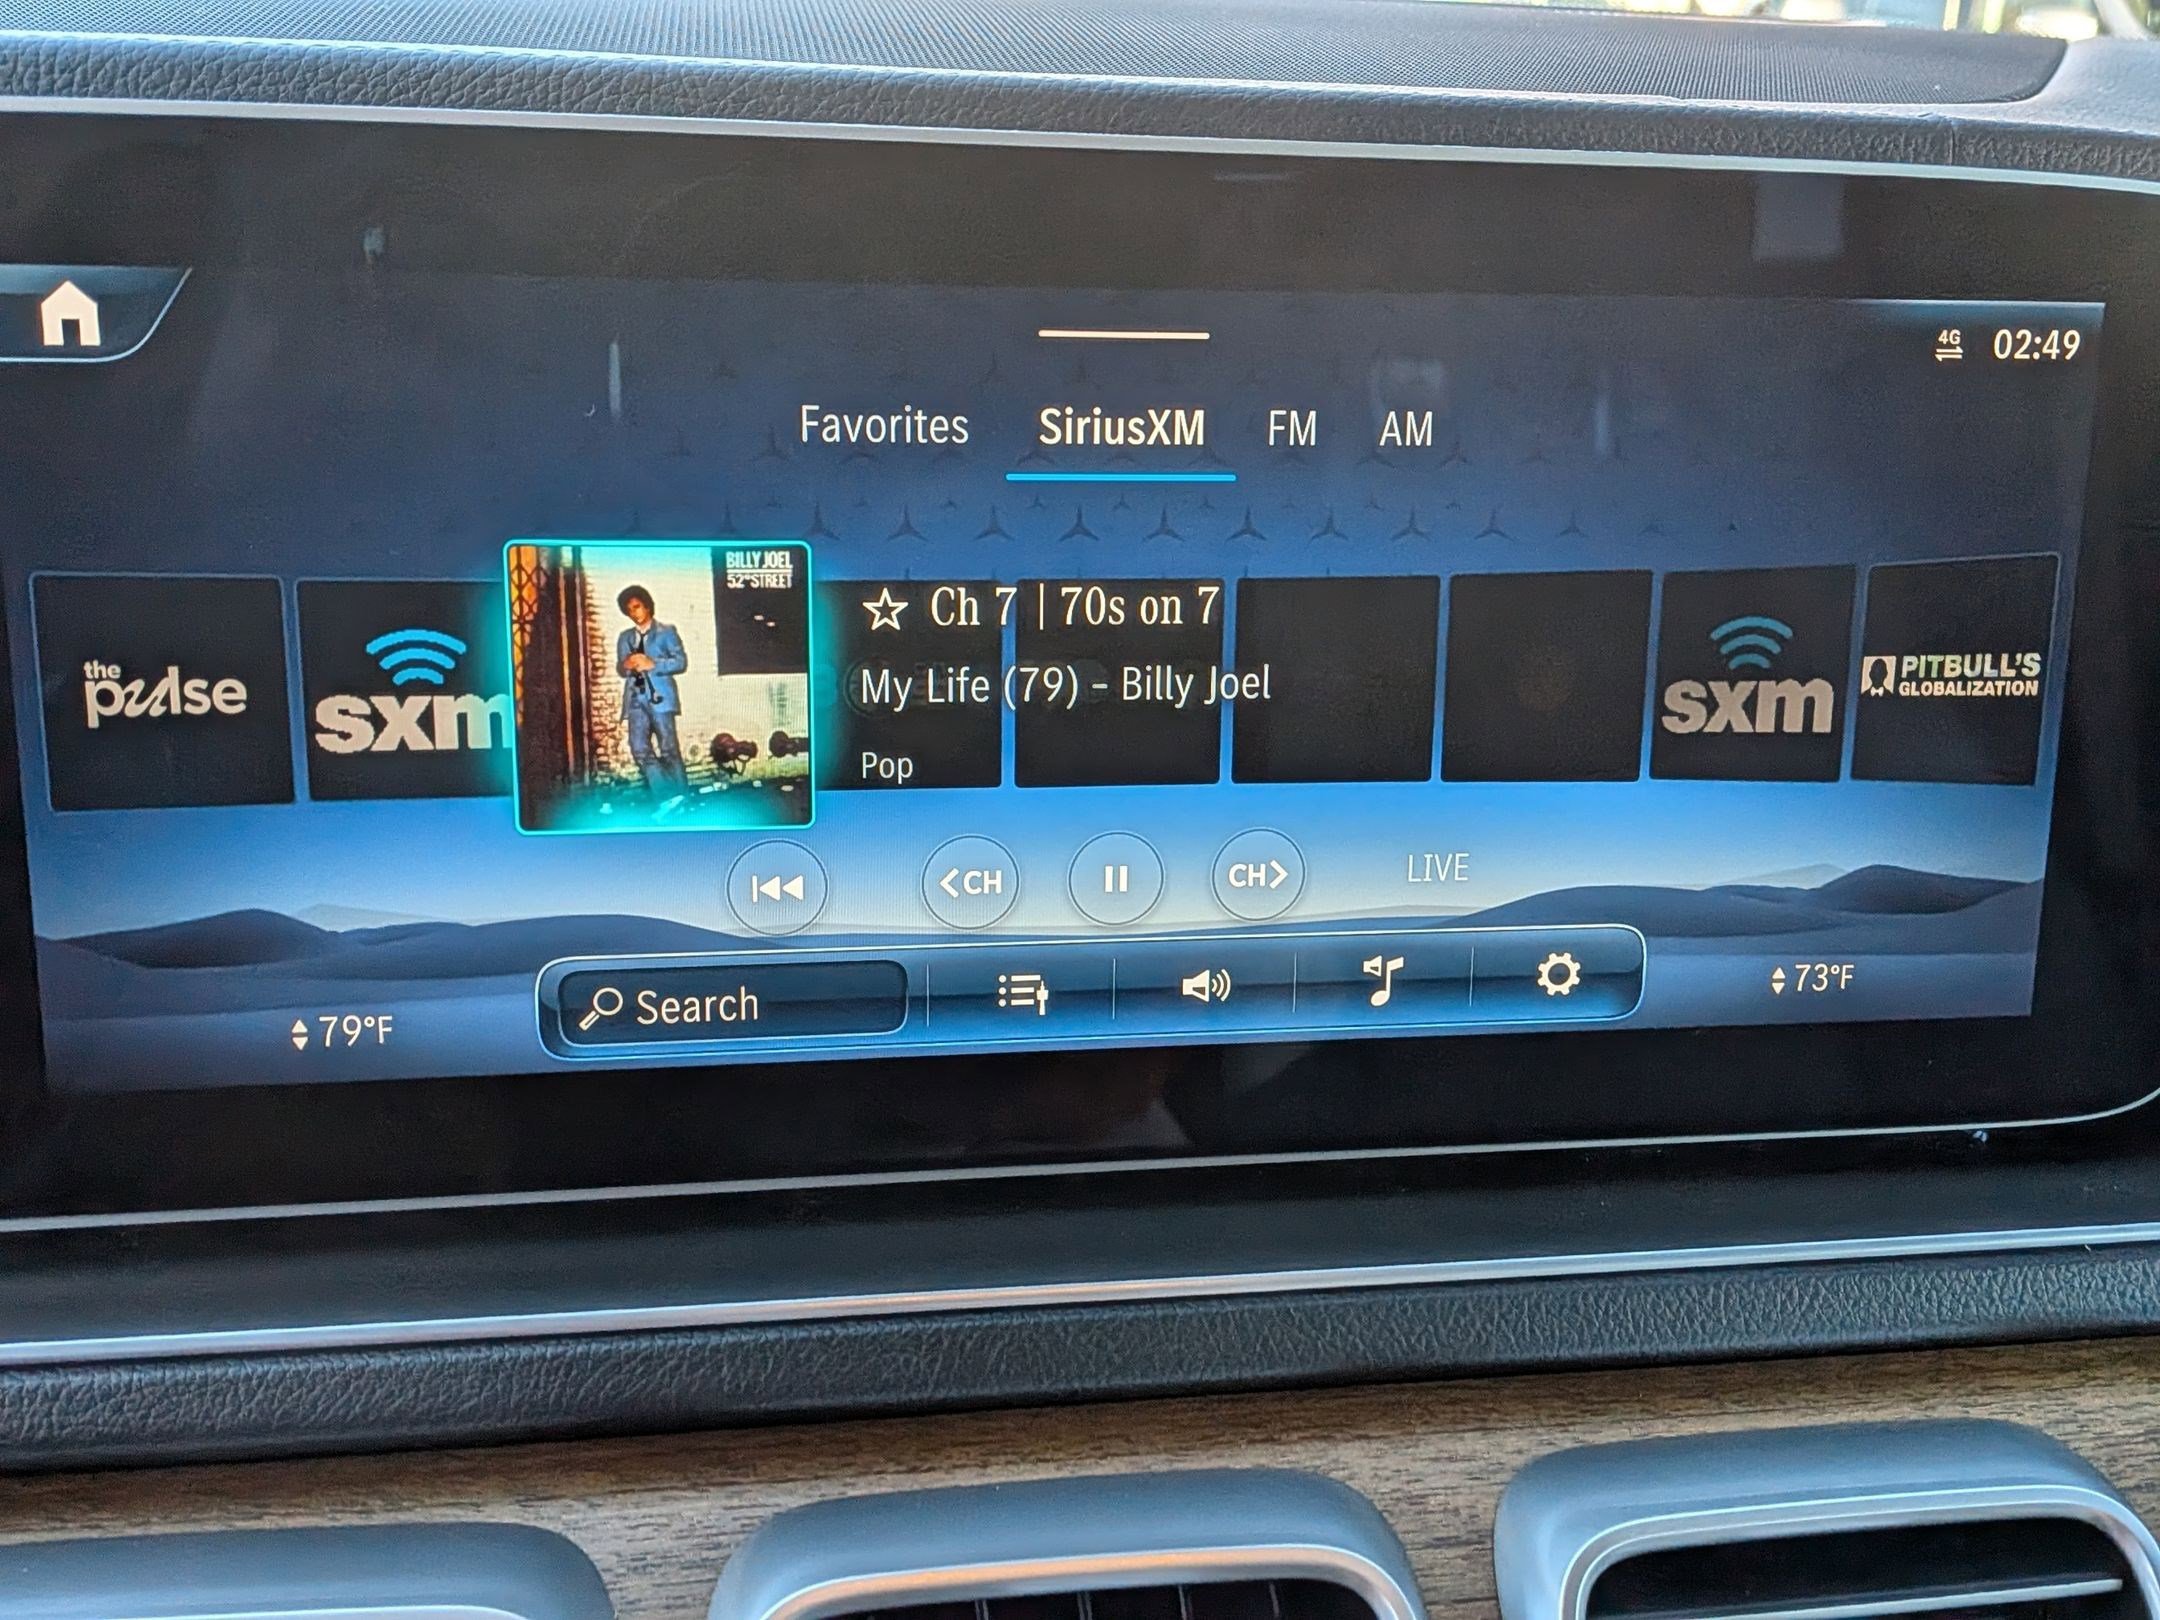 4G 02:49
Favorites SiriusXM FM AM
BILLY JOEL
52ND STREET
☆ Ch 7 | 70s on 7
My Life (79) - Billy Joel
Pop
the
pulse
sxm
sxm
PITBULL'S
GLOBALIZATION
<CH
CH>
LIVE
Search
79°F
73°F